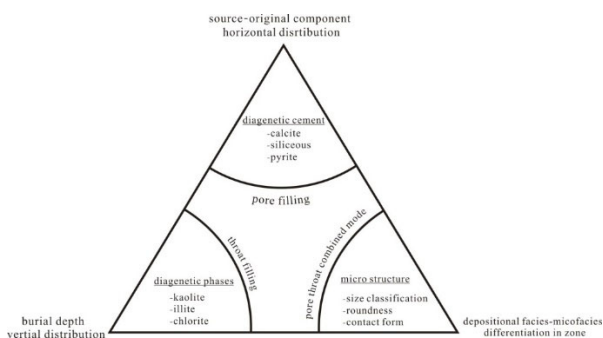 source-original component
horizontal disrtibution
diagenetic cement
-calcite
-siliceous
-pyrite
pore filling
throat filling
pore throat combined mode
diagenetic phases
-kaolite
-illite
-chlorite
micro structure
-size classification
-roundness
-contact form
burial depth
vertial distribution
depositional facies-micofacies
differentiation in zone